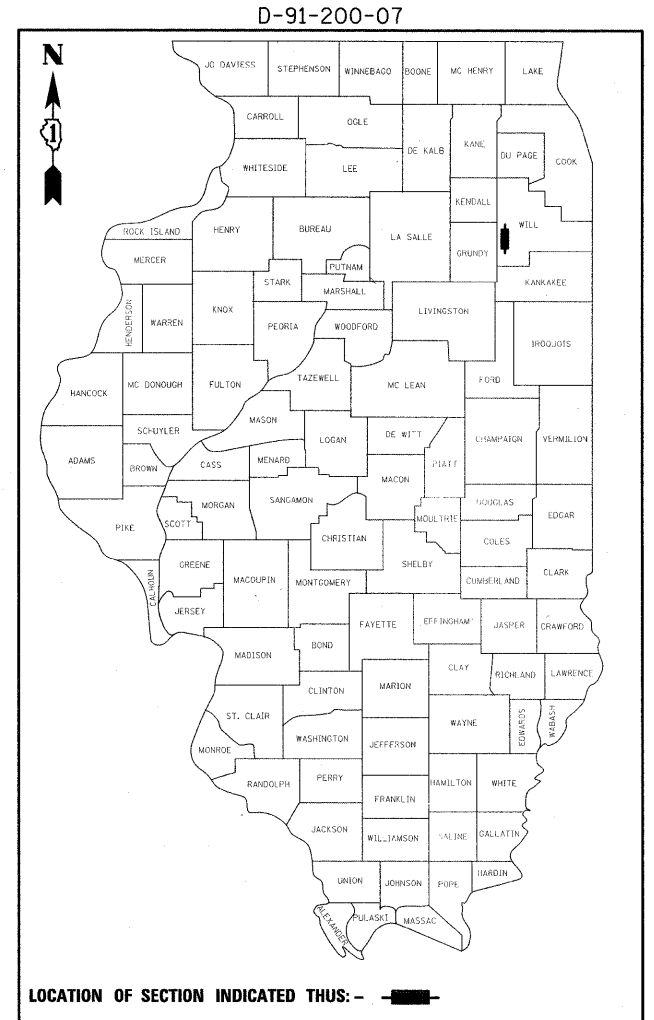 D-91-200-07
N
1
JO DAVIESS
STEPHENSON
WINNEBAGO
BOONE
MC HENRY
LAKE
CARROLL
OGLE
DE KALB
KANE
DU PAGE
COOK
WHITESIDE
LEE
KENDALL
WILL
ROCK ISLAND
HENRY
BUREAU
LA SALLE
GRUNDY
MERCER
PUTNAM
KANKAKEE
STARK
MARSHALL
HENDERSON
WARREN
KNOX
PEORIA
WOODFORD
LIVINGSTON
IROQUOIS
HANCOCK
MC DONOUGH
FULTON
TAZEWELL
MC LEAN
FORD
SCHUYLER
MASON
LOGAN
DE WITT
CHAMPAIGN
VERMILION
ADAMS
BROWN
CASS
MENARD
PIATT
MACON
PIKE
SCOTT
MORGAN
SANGAMON
CHRISTIAN
MOULTRIE
DOUGLAS
EDGAR
COLES
CALHOUN
GREENE
MACOUPIN
MONTGOMERY
SHELBY
CUMBERLAND
CLARK
JERSEY
FAYETTE
EFFINGHAM
JASPER
CRAWFORD
MADISON
BOND
CLAY
RICHLAND
LAWRENCE
CLINTON
MARION
ST. CLAIR
WAYNE
EDWARDS
WABASH
MONROE
WASHINGTON
JEFFERSON
RANDOLPH
PERRY
HAMILTON
WHITE
FRANKLIN
JACKSON
WILLIAMSON
SALINE
GALLATIN
UNION
JOHNSON
POPE
HARDIN
ALEXANDER
PULASKI
MASSAC
LOCATION OF SECTION INDICATED THUS: -